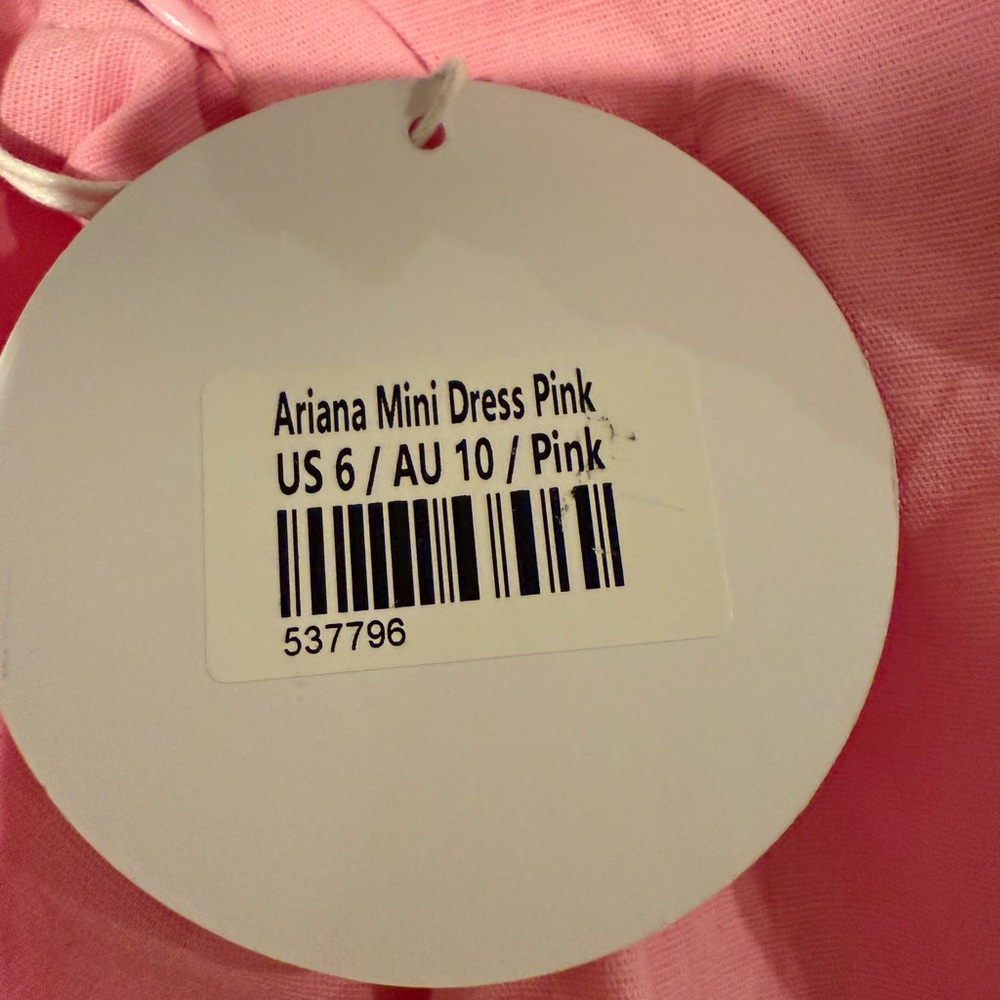 Ariana Mini Dress Pink
US 6 / AU 10 / Pink
537796